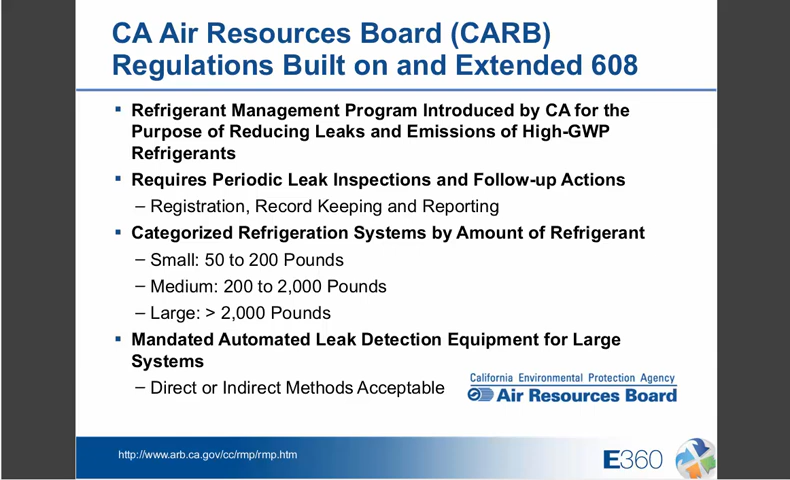 CA Air Resources Board (CARB)
Regulations Built on and Extended 608
▪ Refrigerant Management Program Introduced by CA for the
Purpose of Reducing Leaks and Emissions of High-GWP
Refrigerants
▪ Requires Periodic Leak Inspections and Follow-up Actions
– Registration, Record Keeping and Reporting
▪ Categorized Refrigeration Systems by Amount of Refrigerant
– Small: 50 to 200 Pounds
– Medium: 200 to 2,000 Pounds
– Large: > 2,000 Pounds
▪ Mandated Automated Leak Detection Equipment for Large
Systems
– Direct or Indirect Methods Acceptable
California Environmental Protection Agency
Air Resources Board
http://www.arb.ca.gov/cc/rmp/rmp.htm
E360